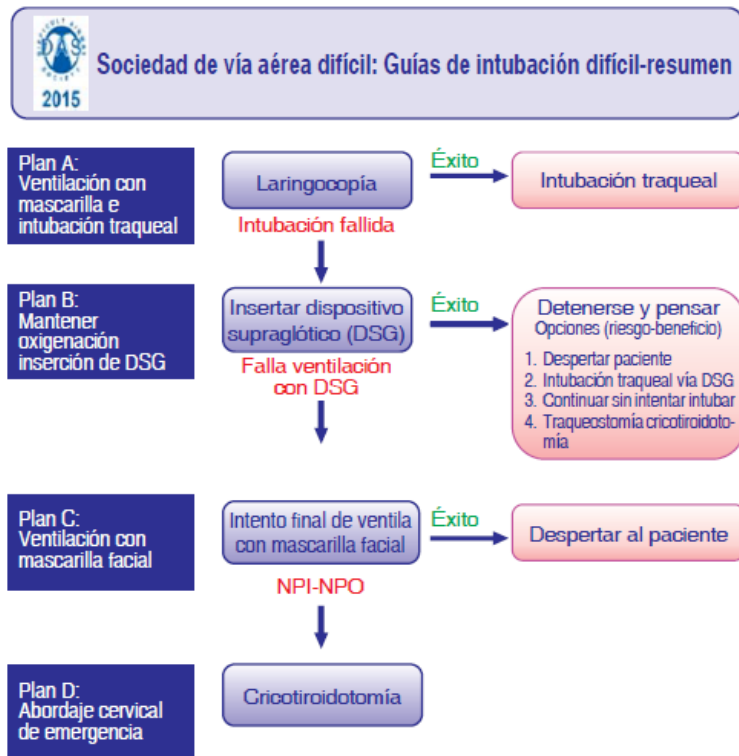 DIFFICULT AIRWAY
DAS
SOCIETY
2015
Sociedad de vía aérea difícil: Guías de intubación difícil-resumen
Plan A:
Ventilación con
mascarilla e
intubación traqueal
Laringocopía
Éxito
Intubación traqueal
Intubación fallida
Plan B:
Mantener
oxigenación
inserción de DSG
Insertar dispositivo
supraglótico (DSG)
Éxito
Detenerse y pensar
Opciones (riesgo-beneficio)
1. Despertar paciente
2. Intubación traqueal vía DSG
3. Continuar sin intentar intubar
4. Traqueostomía cricotiroidoto-
mía
Falla ventilación
con DSG
Plan C:
Ventilación con
mascarilla facial
Intento final de ventila
con mascarilla facial
Éxito
Despertar al paciente
NPI-NPO
Plan D:
Abordaje cervical
de emergencia
Cricotiroidotomía